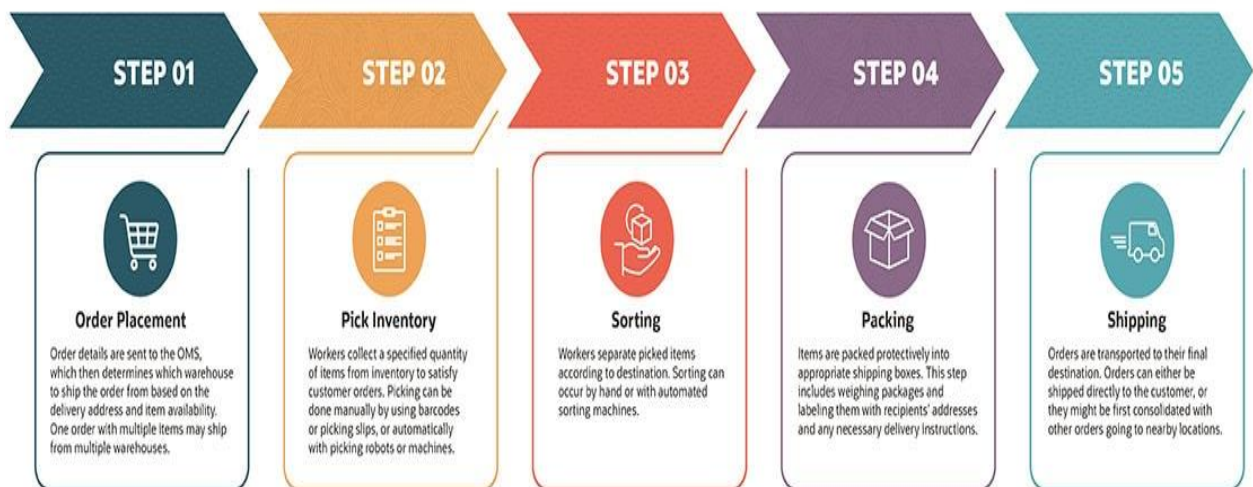 STEP 01
STEP 02
STEP 03
STEP 04
STEP 05
Order Placement
Order details are sent to the OMS,
which then determines which warehouse
to ship the order from based on the
delivery address and item availability.
One order with multiple items may ship
from multiple warehouses.
Pick Inventory
Workers collect a specified quantity
of items from inventory to satisfy
customer orders. Picking can be
done manually by using barcodes
or picking slips, or automatically
with picking robots or machines.
Sorting
Workers separate picked items
according to destination. Sorting can
occur by hand or with automated
sorting machines.
Packing
Items are packed protectively into
appropriate shipping boxes. This step
includes weighing packages and
labeling them with recipients' addresses
and any necessary delivery instructions.
Shipping
Orders are transported to their final
destination. Orders can either be
shipped directly to the customer, or
they might be first consolidated with
other orders going to nearby locations.